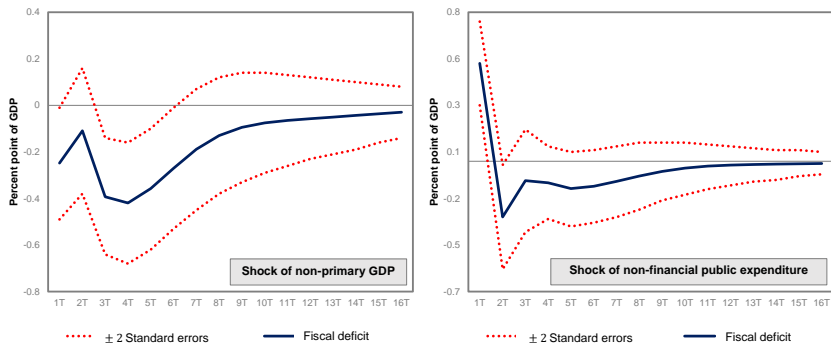 Percent point of GDP
0.4
0.2
0
-0.2
-0.4
-0.6
-0.8
Shock of non-primary GDP
1T 2T 3T 4T 5T 6T 7T 8T 9T 10T 11T 12T 13T 14T 15T 16T
± 2 Standard errors
Fiscal deficit
Percent point of GDP
0.8
0.6
0.3
0.1
-0.2
-0.5
-0.7
Shock of non-financial public expenditure
1T 2T 3T 4T 5T 6T 7T 8T 9T 10T 11T 12T 13T 14T 15T 16T
± 2 Standard errors
Fiscal deficit